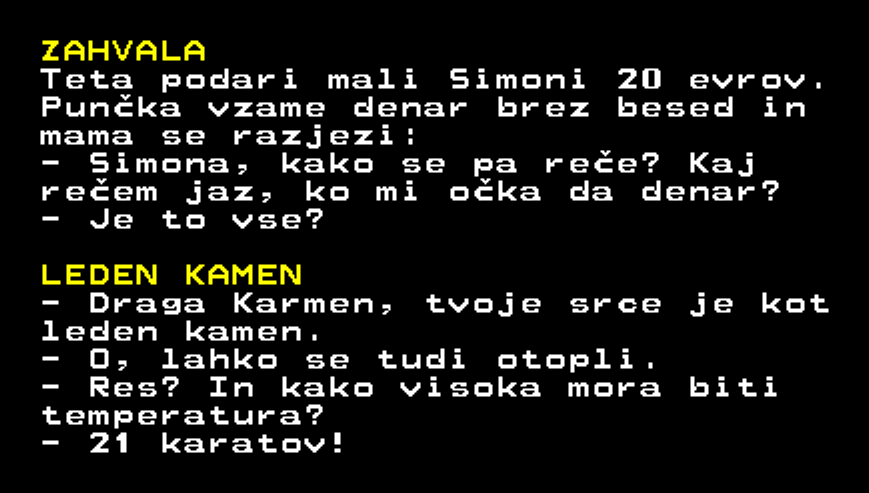 ZAHVALA
Teta podari mali Simoni 20 evrov.
Punčka vzame denar brez besed in
mama se razjezi:
- Simona, kako se pa reče? Kaj
rečem jaz, ko mi očka da denar?
- Je to vse?
LEDEN KAMEN
- Draga Karmen, tvoje srce je kot
leden kamen.
- O, lahko se tudi otopli.
- Res? In kako visoka mora biti
temperatura?
- 21 karatov!